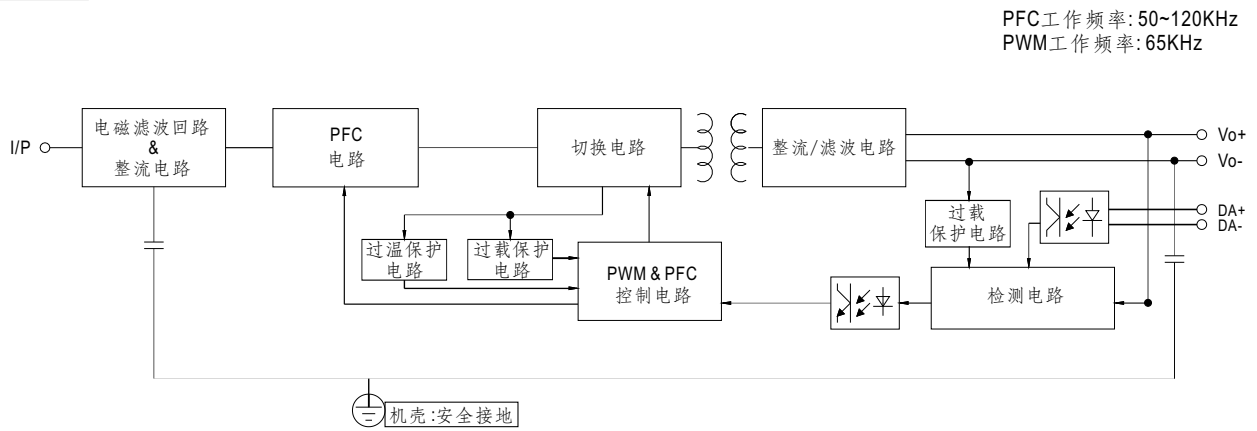 PFC工作频率: 50~120KHz
PWM工作频率: 65KHz
I/P
电磁滤波回路
&
整流电路
PFC
电路
切换电路
整流/滤波电路
Vo+
Vo-
DA+
DA-
过温保护
电路
过载保护
电路
PWM & PFC
控制电路
过载
保护电路
检测电路
机壳:安全接地